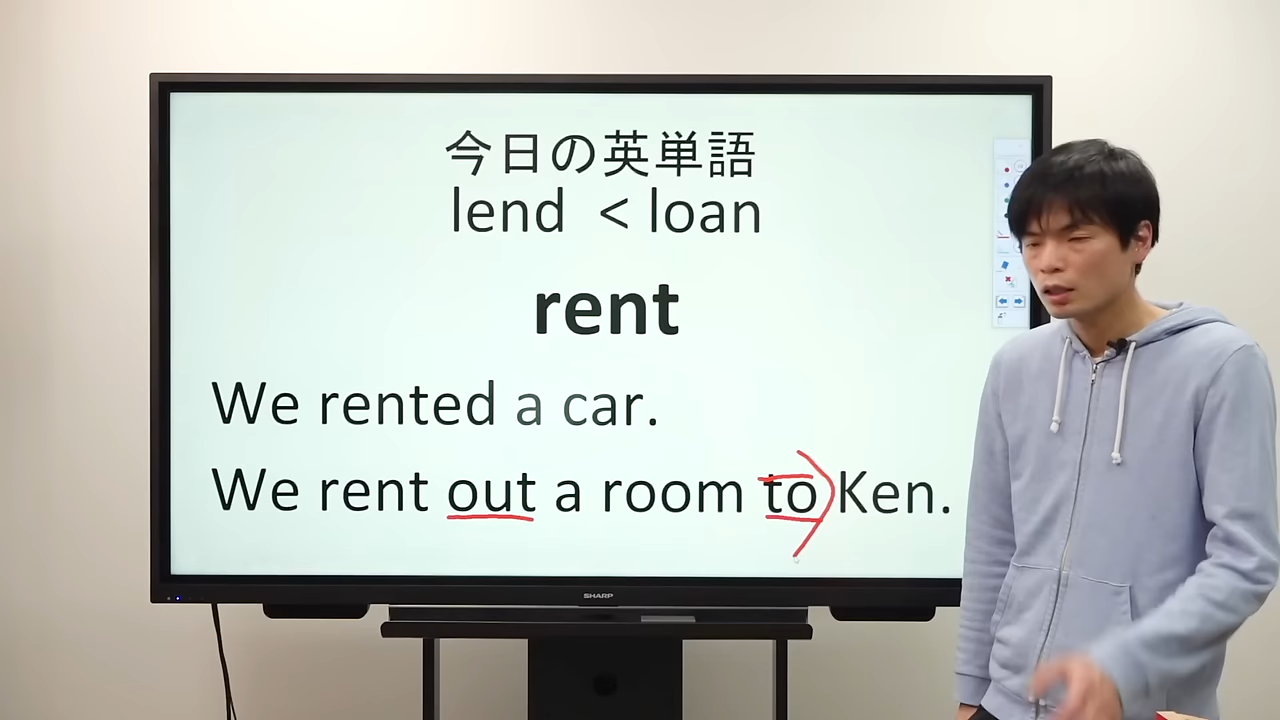 今日の英単語
lend < loan
rent
We rented a car.
We rent out a room to Ken.
SHARP